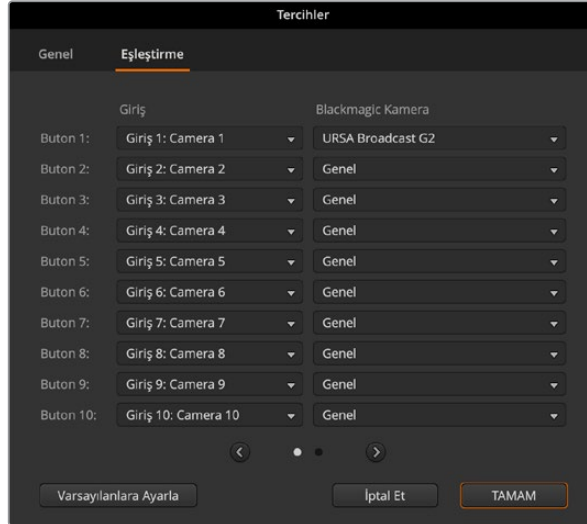 Tercihler
Genel Eşleştirme
Giriş Blackmagic Kamera
Buton 1: Giriş 1: Camera 1 URSA Broadcast G2
Buton 2: Giriş 2: Camera 2 Genel
Buton 3: Giriş 3: Camera 3 Genel
Buton 4: Giriş 4: Camera 4 Genel
Buton 5: Giriş 5: Camera 5 Genel
Buton 6: Giriş 6: Camera 6 Genel
Buton 7: Giriş 7: Camera 7 Genel
Buton 8: Giriş 8: Camera 8 Genel
Buton 9: Giriş 9: Camera 9 Genel
Buton 10: Giriş 10: Camera 10 Genel
Varsayılanlara Ayarla İptal Et TAMAM